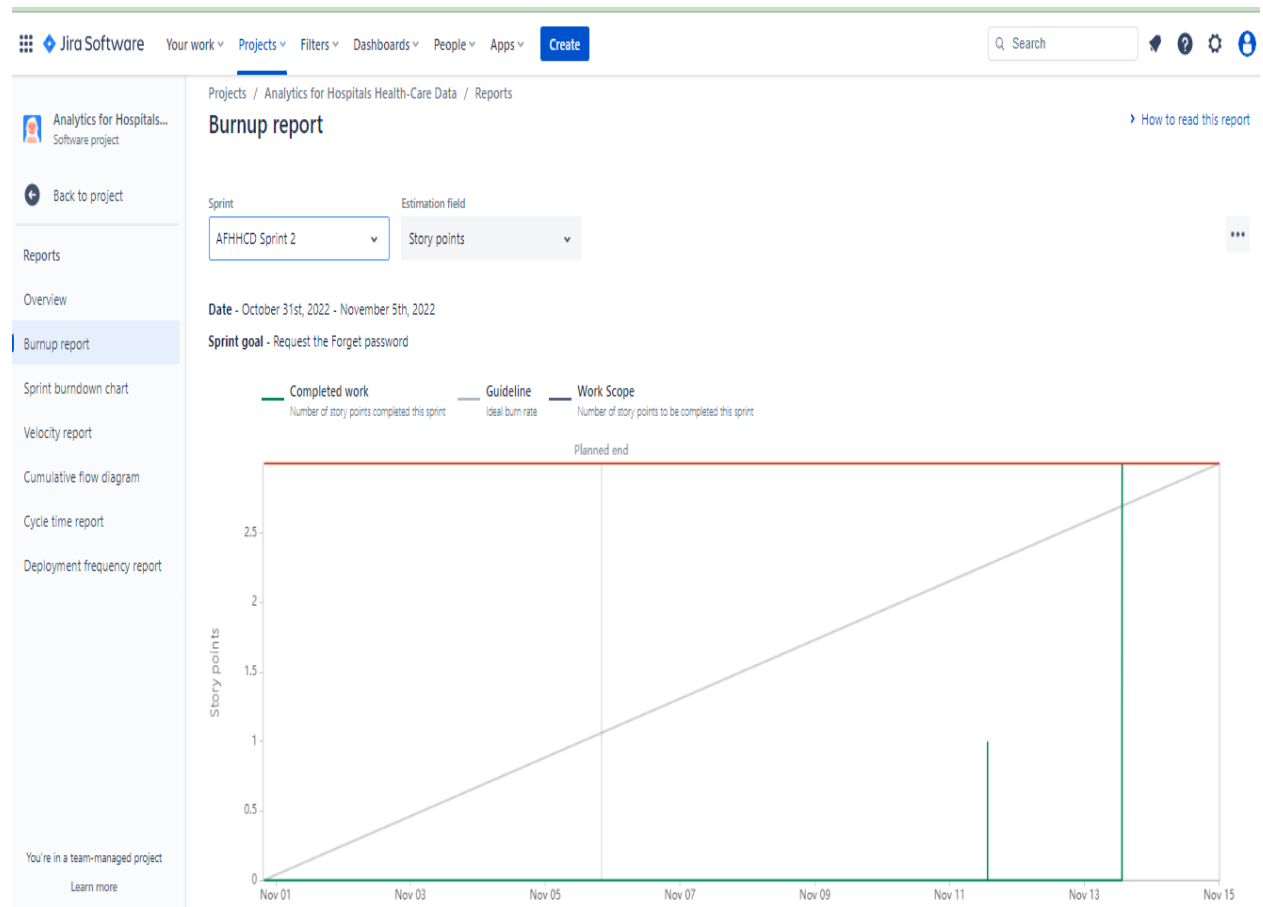 Jira Software Your work Projects Filters Dashboards People Apps Create Search
Projects / Analytics for Hospitals Health-Care Data / Reports
Analytics for Hospitals...
Software project
Burnup report
How to read this report
Back to project
Sprint Estimation field
AFHHCD Sprint 2 Story points
Reports
Overview
Burnup report
Sprint burndown chart
Velocity report
Cumulative flow diagram
Cycle time report
Deployment frequency report
Date - October 31st, 2022 - November 5th, 2022
Sprint goal - Request the Forget password
Completed work Guideline Work Scope
Number of story points completed this sprint Ideal burn rate Number of story points to be completed this sprint
Planned end
2.5
2
1.5
1
0.5
0
Story points
Nov 01 Nov 03 Nov 05 Nov 07 Nov 09 Nov 11 Nov 13 Nov 15
You're in a team-managed project
Learn more